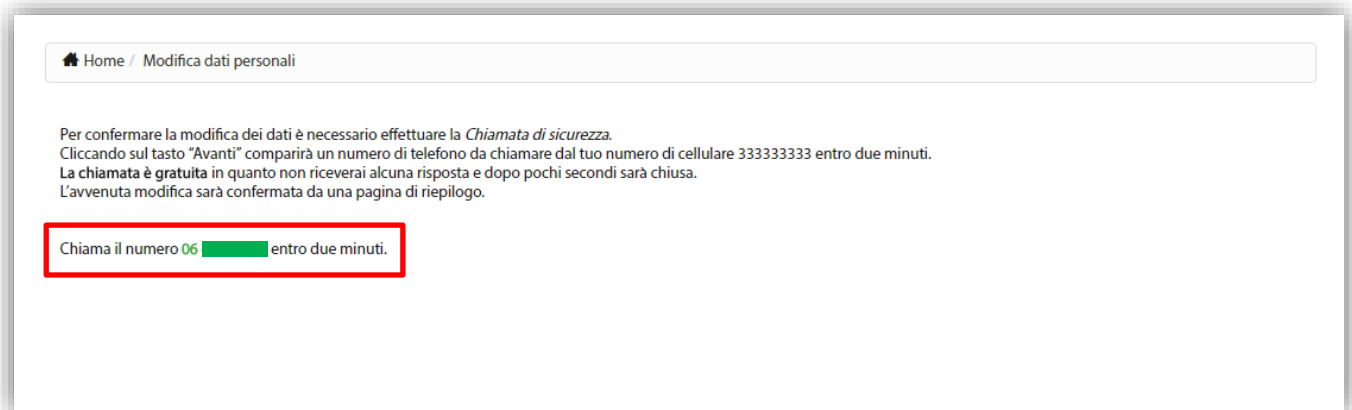 Home / Modifica dati personali
Per confermare la modifica dei dati è necessario effettuare la Chiamata di sicurezza.
Cliccando sul tasto “Avanti” comparirà un numero di telefono da chiamare dal tuo numero di cellulare 333333333 entro due minuti.
La chiamata è gratuita in quanto non riceverai alcuna risposta e dopo pochi secondi sarà chiusa.
L’avvenuta modifica sarà confermata da una pagina di riepilogo.
Chiama il numero 06 entro due minuti.